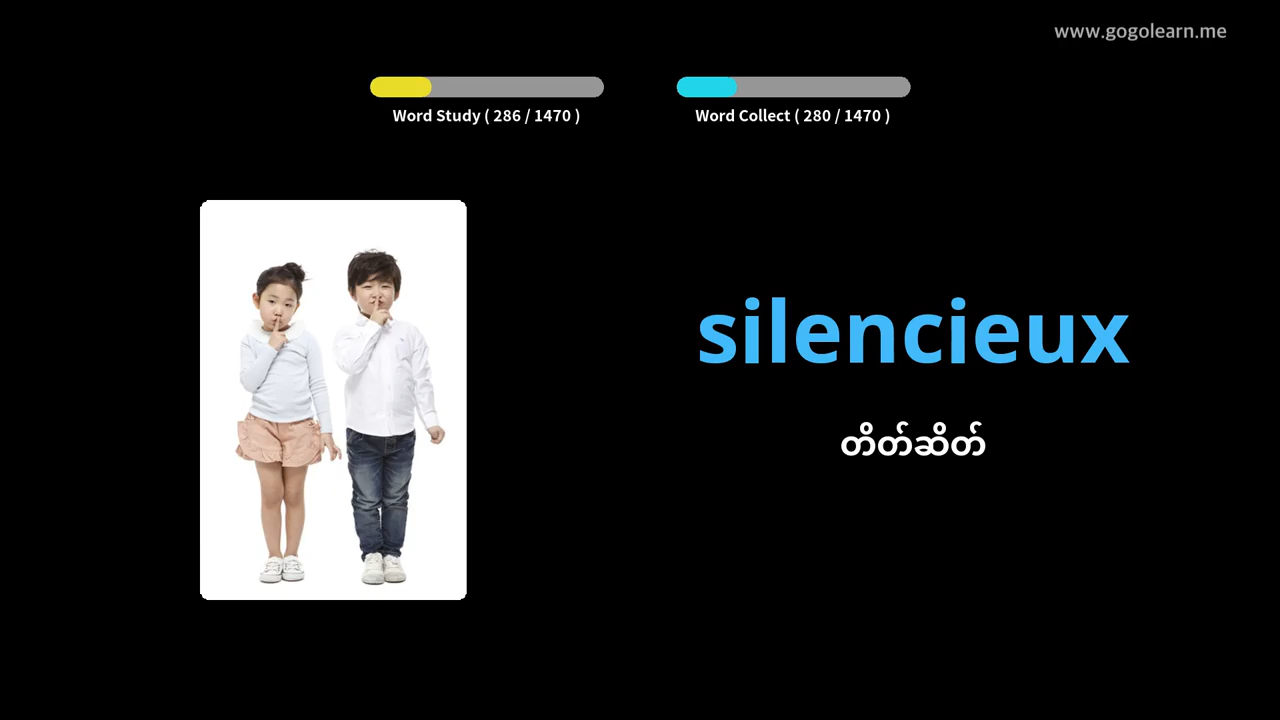 www.gogolearn.me
Word Study ( 286 / 1470 )
Word Collect ( 280 / 1470 )
silencieux
တိတ်ဆိတ်